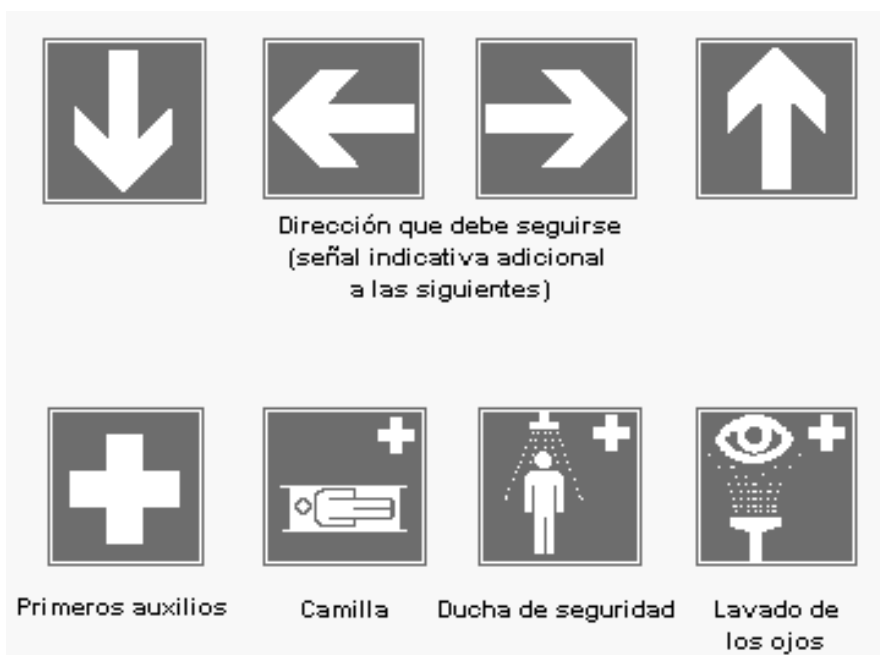 Dirección que debe seguirse
(señal indicativa adicional
a las siguientes)
Primeros auxilios
Camilla
Ducha de seguridad
Lavado de
los ojos